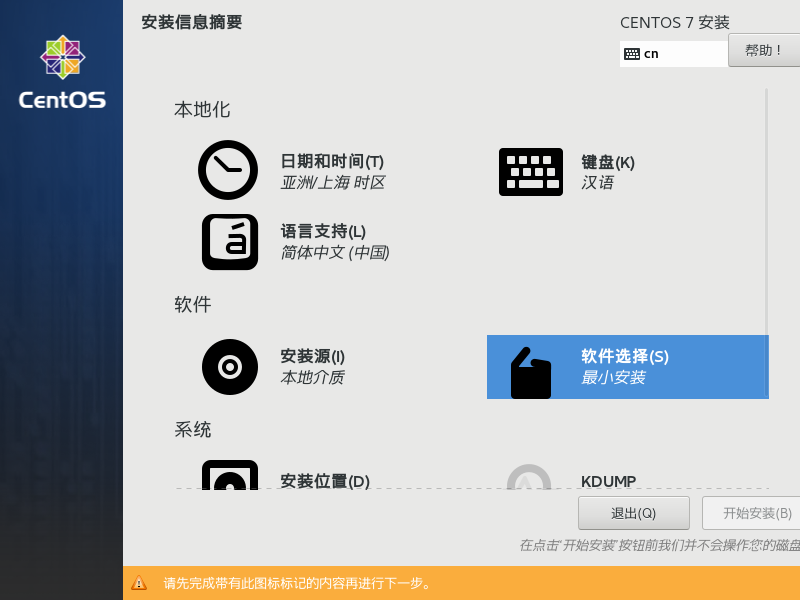 安装信息摘要
CENTOS 7 安装
cn
帮助！
CentOS
本地化
日期和时间(T)
亚洲/上海 时区
键盘(K)
汉语
语言支持(L)
简体中文 (中国)
软件
安装源(I)
本地介质
软件选择(S)
最小安装
系统
安装位置(D)
KDUMP
退出(Q)
开始安装(B)
在点击'开始安装'按钮前我们并不会操作您的磁盘
请先完成带有此图标标记的内容再进行下一步。